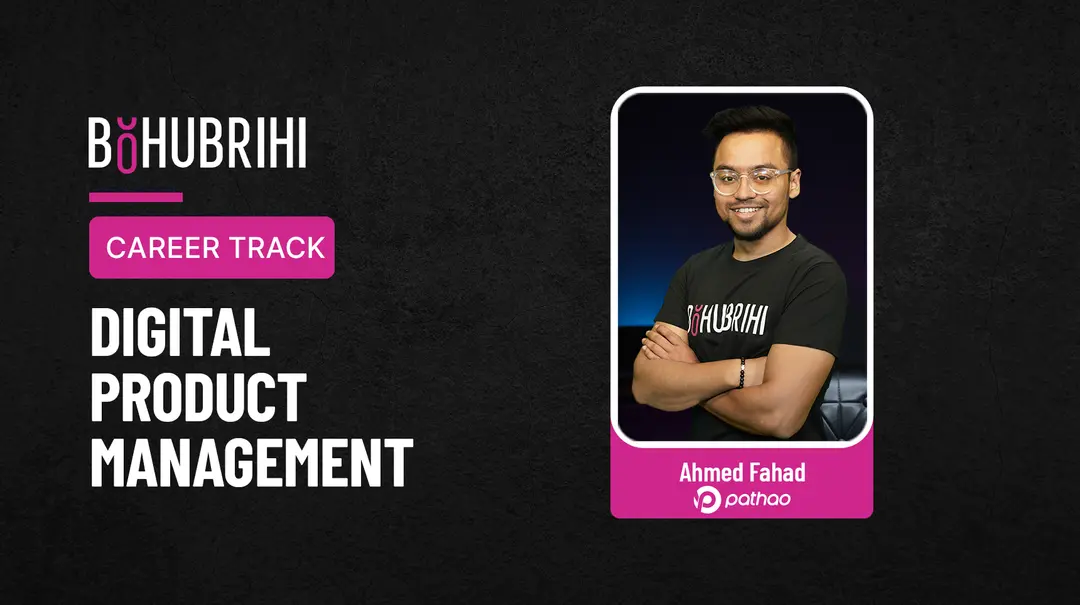 BOHUBRIHI
CAREER TRACK
DIGITAL
PRODUCT
MANAGEMENT
BOHUBRIHI
Ahmed Fahad
pathao